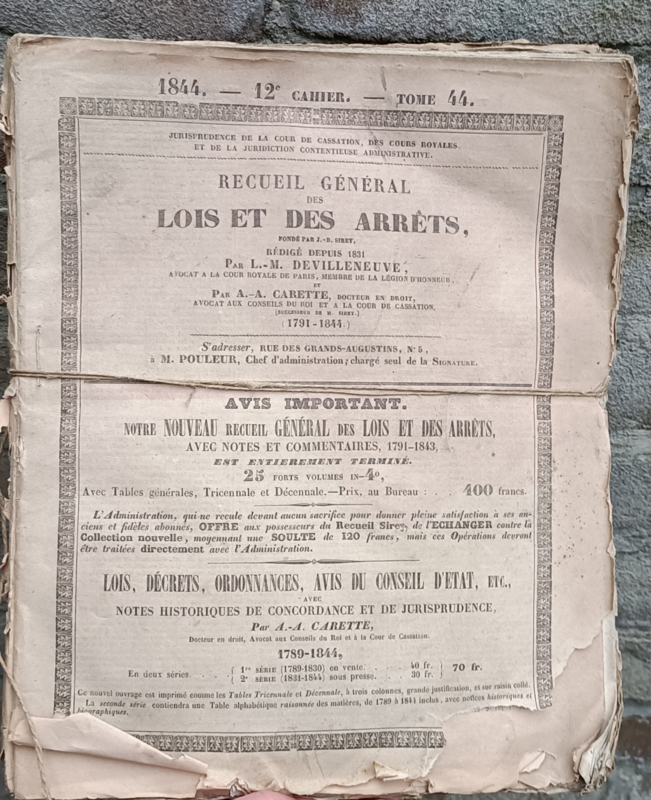 1844. — 12e CAHIER. — TOME 44.
JURISPRUDENCE DE LA COUR DE CASSATION, DES COURS ROYALES
ET DE LA JURIDICTION CONTENTIEUSE ADMINISTRATIVE.
RECUEIL GÉNÉRAL
DES
LOIS ET DES ARRÊTS,
FONDÉ PAR J.-B. SIREY,
RÉDIGÉ DEPUIS 1831
PAR L.-M. DEVILLENEUVE,
AVOCAT A LA COUR ROYALE DE PARIS, MEMBRE DE LA LÉGION D'HONNEUR,
ET
PAR A.-A. CARETTE, DOCTEUR EN DROIT,
AVOCAT AUX CONSEILS DU ROI ET A LA COUR DE CASSATION,
(SUCCESSEUR DE M. SIREY.)
(1791-1844.)
S'adresser, RUE DES GRANDS-AUGUSTINS, N° 5,
à M. POULEUR, Chef d'administration; chargé seul de la SIGNATURE.
AVIS IMPORTANT.
NOTRE NOUVEAU RECUEIL GÉNÉRAL DES LOIS ET DES ARRÊTS,
AVEC NOTES ET COMMENTAIRES, 1791-1843,
EST ENTIEREMENT TERMINÉ.
25 FORTS VOLUMES IN-4°,
Avec Tables générales, Tricennale et Décennale.—Prix, au Bureau : . . 400 francs.
L'Administration, qui ne recule devant aucun sacrifice pour donner pleine satisfaction à ses an-
ciens et fidèles abonnés, OFFRE aux possesseurs du Recueil Sirey, de l'ECHANGER contre la
Collection nouvelle, moyennant une SOULTE de 120 francs, mais ces Opérations devront
être traitées directement avec l'Administration.
LOIS, DÉCRETS, ORDONNANCES, AVIS DU CONSEIL D'ETAT, ETC.,
AVEC
NOTES HISTORIQUES DE CONCORDANCE ET DE JURISPRUDENCE,
Par A.-A. CARETTE,
Docteur en droit, Avocat aux Conseils du Roi et à la Cour de Cassation.
1789-1844,
En deux séries. . . . { 1re SÉRIE (1789-1830) en vente. . . . 40 fr. } 70 fr.
{ 2e SÉRIE (1831-1844) sous presse. . . . 30 fr. }
Ce nouvel ouvrage est imprimé comme les Tables Tricennale et Décennale, à trois colonnes, grande justification, et sur raisin collé.
La seconde série contiendra une Table alphabétique raisonnée des matières, de 1789 à 1844 inclus, avec notices historiques et
biographiques.